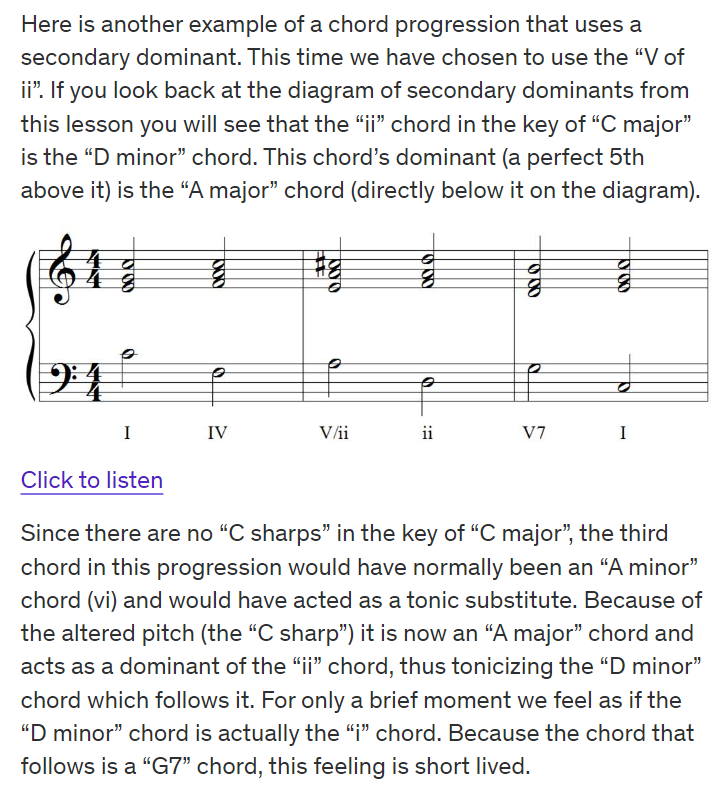 Here is another example of a chord progression that uses a
secondary dominant. This time we have chosen to use the “V of
ii”. If you look back at the diagram of secondary dominants from
this lesson you will see that the “ii” chord in the key of “C major”
is the “D minor” chord. This chord’s dominant (a perfect 5th
above it) is the “A major” chord (directly below it on the diagram).
4
4
4
4
I IV V/ii ii V7 I
Click to listen
Since there are no “C sharps” in the key of “C major”, the third
chord in this progression would have normally been an “A minor”
chord (vi) and would have acted as a tonic substitute. Because of
the altered pitch (the “C sharp”) it is now an “A major” chord and
acts as a dominant of the “ii” chord, thus tonicizing the “D minor”
chord which follows it. For only a brief moment we feel as if the
“D minor” chord is actually the “i” chord. Because the chord that
follows is a “G7” chord, this feeling is short lived.